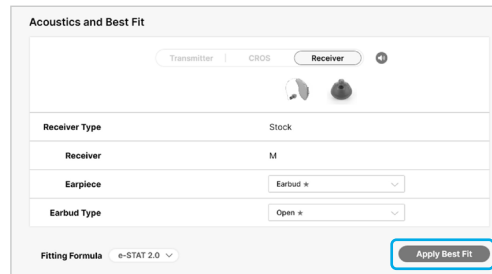 Acoustics and Best Fit
Transmitter CROS Receiver
Receiver Type Stock
Receiver M
Earpiece Earbud ★
Earbud Type Open ★
Fitting Formula e-STAT 2.0 Apply Best Fit